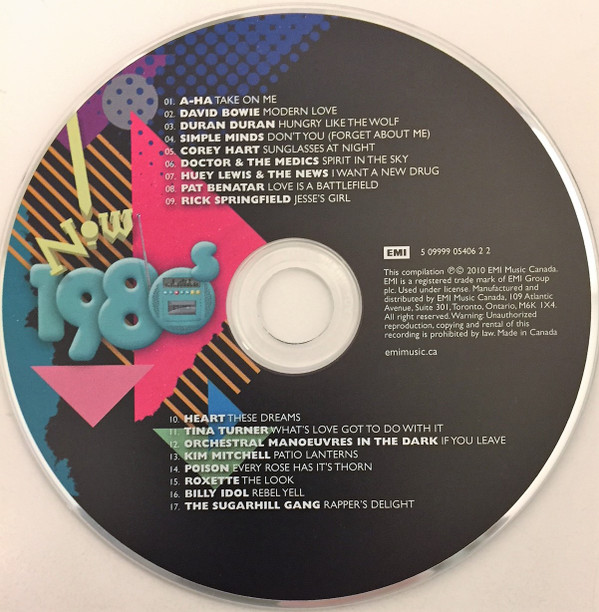 01. A-HA TAKE ON ME
02. DAVID BOWIE MODERN LOVE
03. DURAN DURAN HUNGRY LIKE THE WOLF
04. SIMPLE MINDS DON'T YOU (FORGET ABOUT ME)
05. COREY HART SUNGLASES AT NIGHT
06. DOCTOR & THE MEDICS SPIRIT IN THE SKY
07. HUEY LEWIS & THE NEWS I WANT A NEW DRUG
08. PAT BENATAR LOVE IS A BATTLEFIELD
09. RICK SPRINGFIELD JESSE'S GIRL
Now!
1980s
EMI 5 09999 05406 2 2
This compilation ℗© 2010 EMI Music Canada.
EMI is a registered trade mark of EMI Group
plc. Used under license. Manufactured and
distributed by EMI Music Canada, 109 Atlantic
Avenue, Suite 301, Toronto, Ontario, M6K 1X4.
All right reserved. Warning: Unauthorized
reproduction, copying and rental of this
recording is prohibited by law. Made in Canada
emimusic.ca
10. HEART THESE DREAMS
11. TINA TURNER WHAT'S LOVE GOT TO DO WITH IT
12. ORCHESTRAL MANOEUVRES IN THE DARK IF YOU LEAVE
13. KIM MITCHELL PATIO LANTERNS
14. POISON EVERY ROSE HAS IT'S THORN
15. ROXETTE THE LOOK
16. BILLY IDOL REBEL YELL
17. THE SUGARHILL GANG RAPPER'S DELIGHT